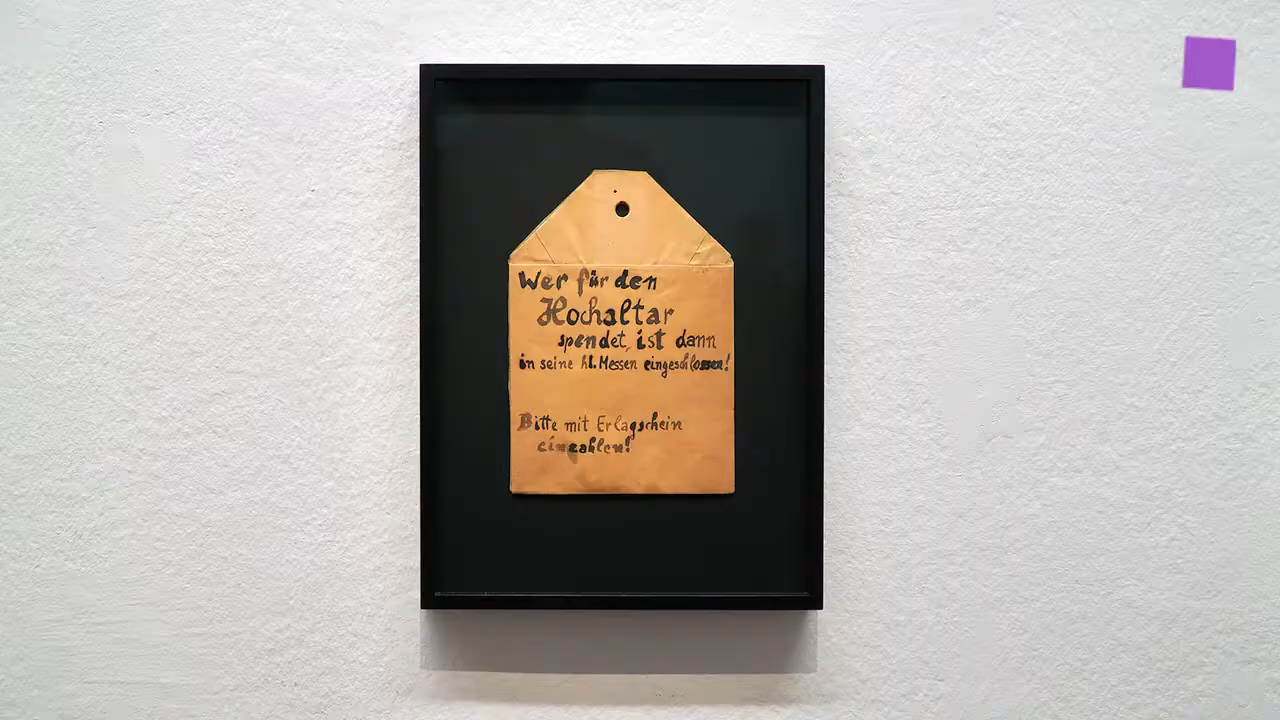 Wer für den
Hochaltar
spendet, ist dann
in seine hl. Messen eingeschlossen!
Bitte mit Erlagschein
einzahlen!